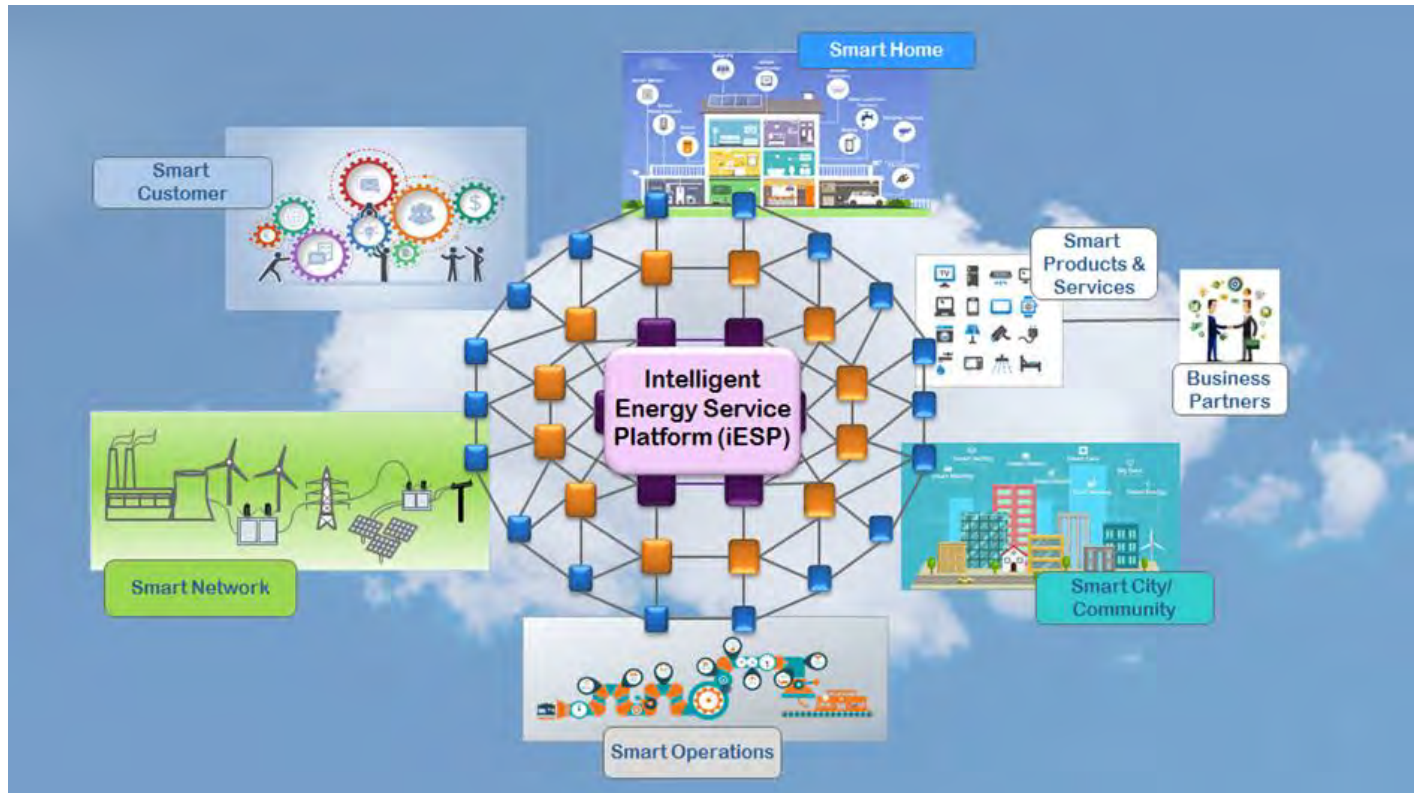 Smart Home
Smart
Customer
Smart
Products &
Services
TV
$
Business
Partners
Intelligent
Energy Service
Platform (iESP)
Smart Network
Smart City/
Community
Smart Operations